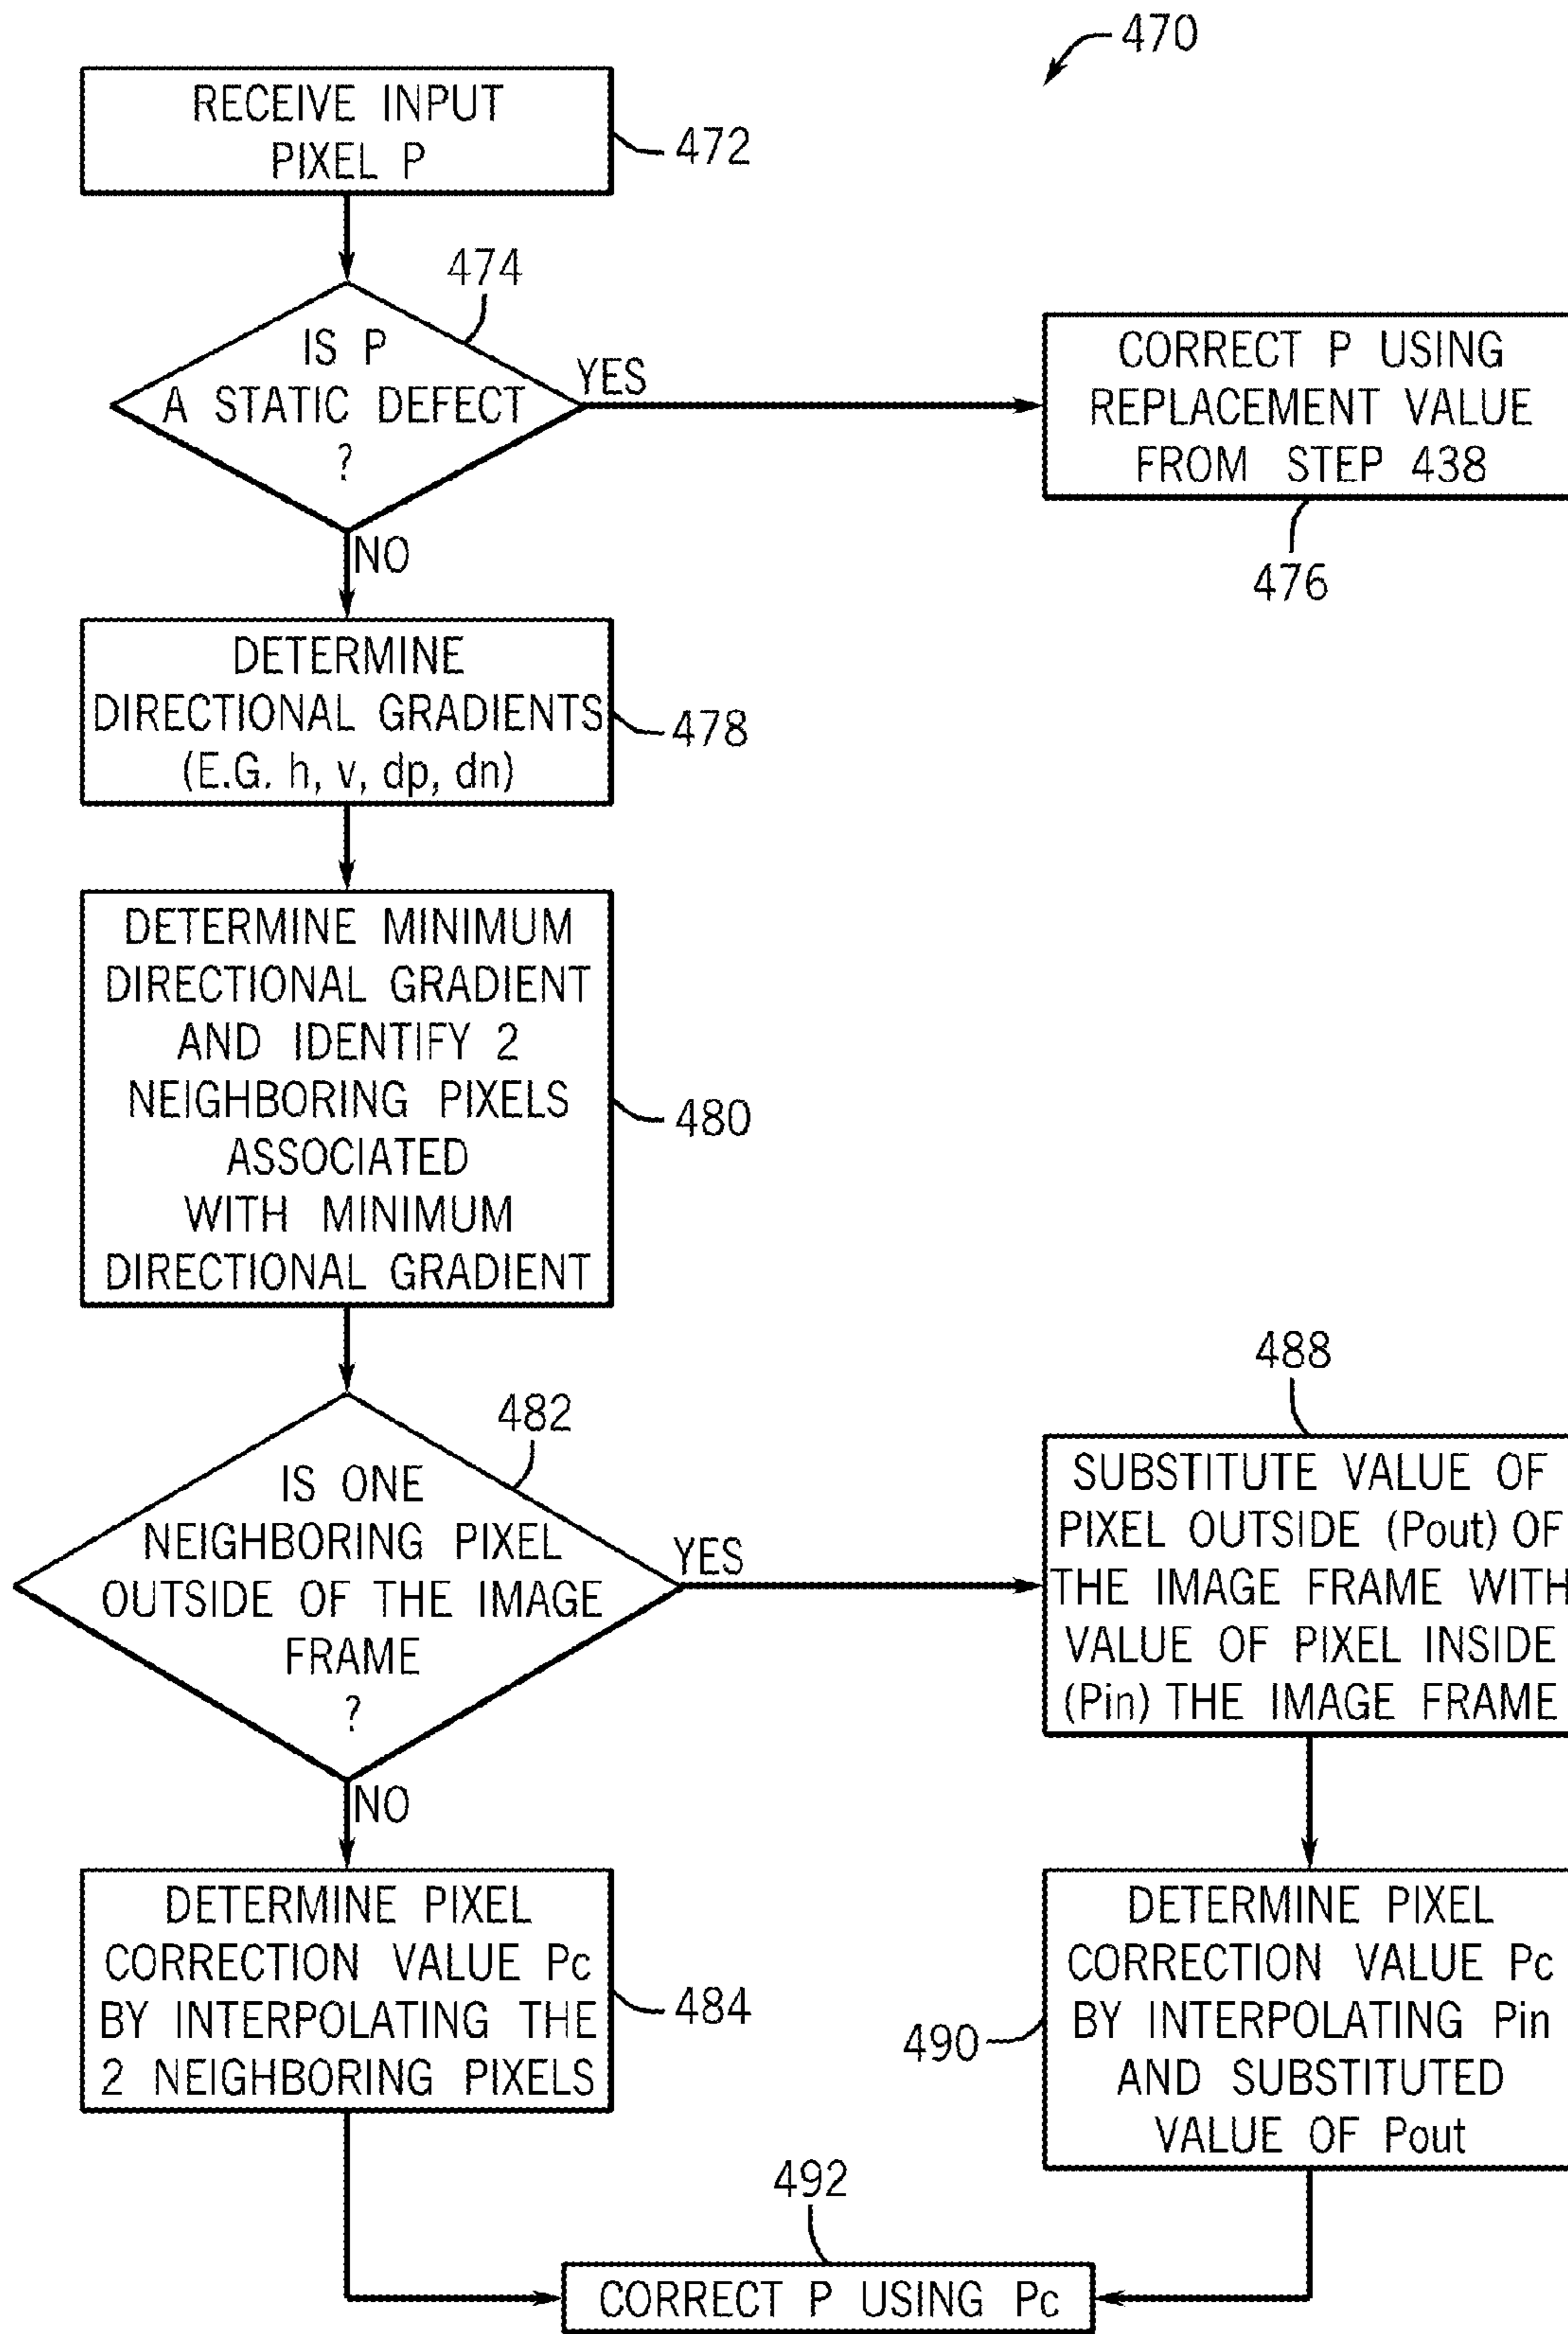 470
RECEIVE INPUT
PIXEL P
472
474
IS P
A STATIC DEFECT
?
YES
NO
CORRECT P USING
REPLACEMENT VALUE
FROM STEP 438
476
DETERMINE
DIRECTIONAL GRADIENTS
(E.G. h, v, dp, dn)
478
DETERMINE MINIMUM
DIRECTIONAL GRADIENT
AND IDENTIFY 2
NEIGHBORING PIXELS
ASSOCIATED
WITH MINIMUM
DIRECTIONAL GRADIENT
480
482
IS ONE
NEIGHBORING PIXEL
OUTSIDE OF THE IMAGE
FRAME
?
YES
NO
488
SUBSTITUTE VALUE OF
PIXEL OUTSIDE (Pout) OF
THE IMAGE FRAME WITH
VALUE OF PIXEL INSIDE
(Pin) THE IMAGE FRAME
DETERMINE PIXEL
CORRECTION VALUE Pc
BY INTERPOLATING THE
2 NEIGHBORING PIXELS
484
490
DETERMINE PIXEL
CORRECTION VALUE Pc
BY INTERPOLATING Pin
AND SUBSTITUTED
VALUE OF Pout
492
CORRECT P USING Pc